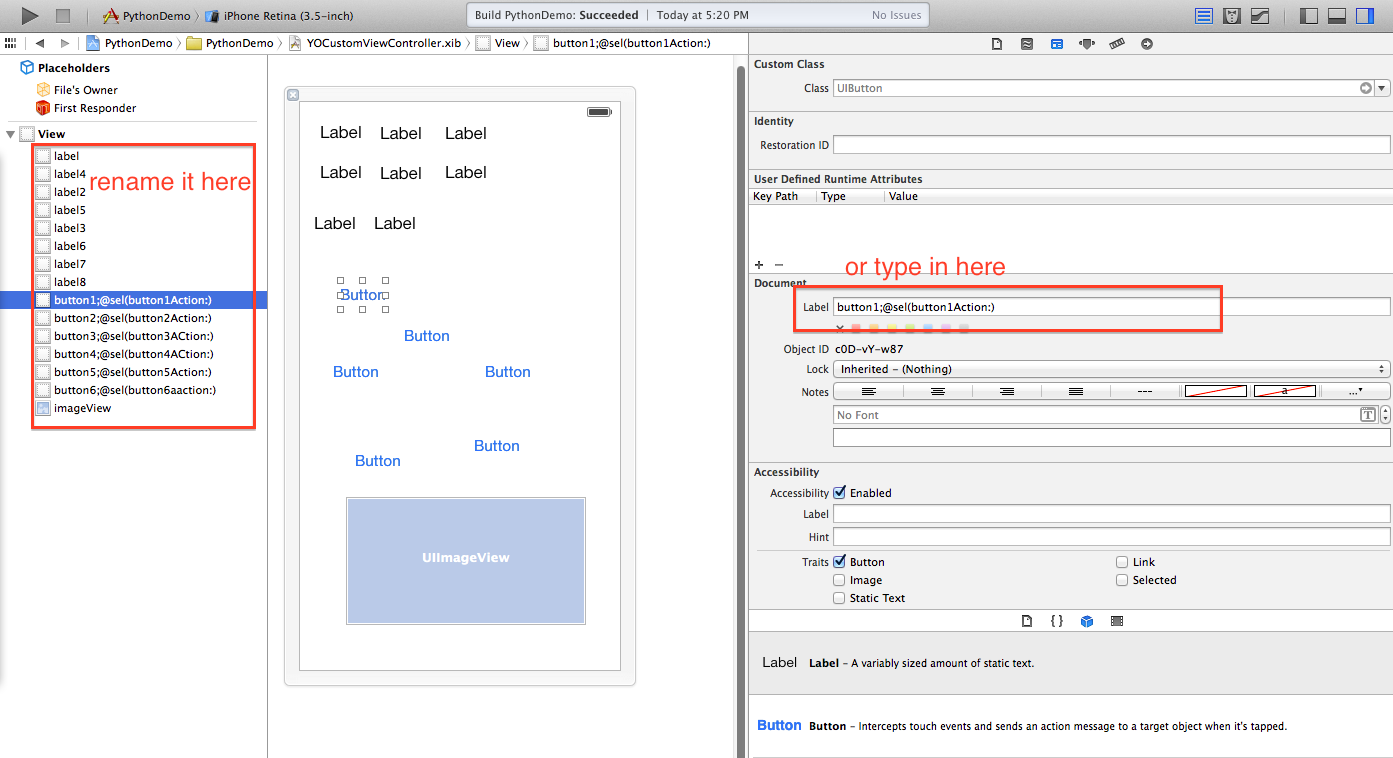 PythonDemo iPhone Retina (3.5-inch)
Build PythonDemo: Succeeded Today at 5:20 PM No Issues
PythonDemo PythonDemo YOCustomViewController.xib View button1;@sel(button1Action:)
Placeholders
File's Owner
First Responder
View
label
label4
rename it here
label2
label5
label3
label6
label7
label8
button1;@sel(button1Action:)
button2;@sel(button2Action:)
button3;@sel(button3ACtion:)
button4;@sel(button4ACtion:)
button5;@sel(button5Action:)
button6;@sel(button6aaction:)
imageView
Label Label Label
Label Label Label
Label Label
Button
Button
Button Button
Button
Button
UIImageView
Custom Class
Class UIButton
Identity
Restoration ID
User Defined Runtime Attributes
Key Path Type Value
or type in here
Document
Label button1;@sel(button1Action:)
Object ID c0D-vY-w87
Lock Inherited - (Nothing)
Notes --- a ...
No Font T
Accessibility
Accessibility Enabled
Label
Hint
Traits Button Link
Image Selected
Static Text
{ }
Label Label - A variably sized amount of static text.
Button Button - Intercepts touch events and sends an action message to a target object when it's tapped.